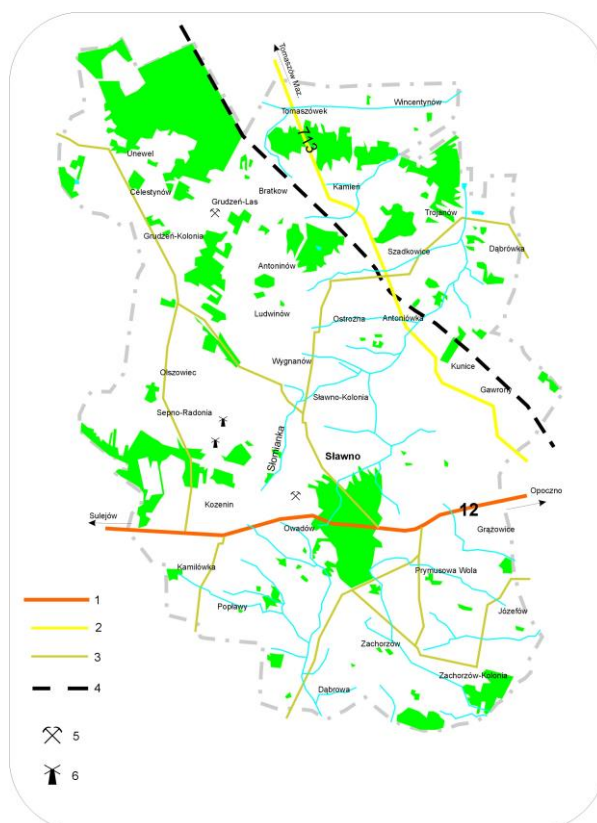 Tomaszów Maz.
Wincentynów
Tomaszówek
713
Unewel
Celestynów
Bratkow
Kamień
Grudzeń-Las
Trojanów
Grudzeń-Kolonia
Szadkowice
Dąbrówka
Antoninów
Ludwinów
Ostrożna
Antoniówka
Wygnanów
Kunice
Olszowiec
Gawrony
Sławno-Kolonia
Sepno-Radonia
Słomianka
Sławno
Opoczno
Kozenin
12
Sulejów
Owadów
Grążowice
Kamilówka
Prymusowa Wola
1
Popławy
Józefów
2
Zachorzów
3
Zachorzów-Kolonia
4
Dąbrowa
5
6